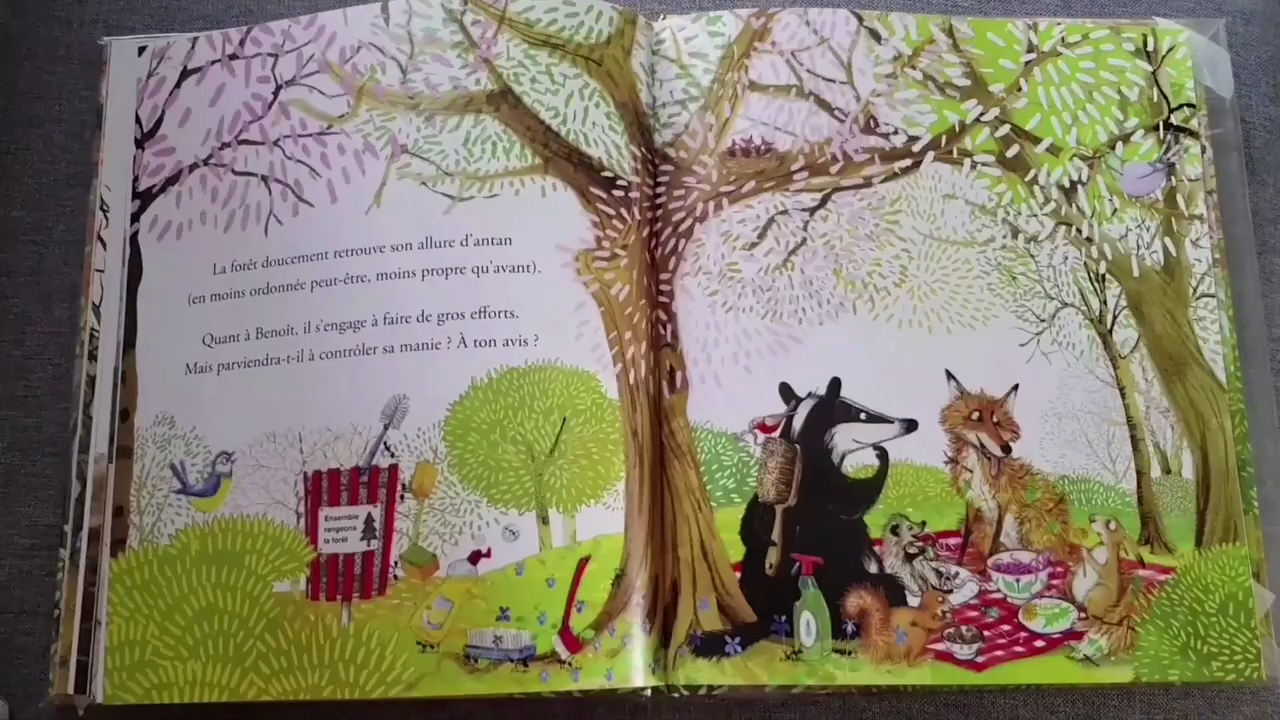 La forêt doucement retrouve son allure d'antan
(en moins ordonnée peut-être, moins propre qu'avant).
Quant à Benoît, il s'engage à faire de gros efforts.
Mais parviendra-t-il à contrôler sa manie ? À ton avis ?
Ensemble
rangeons
la forêt